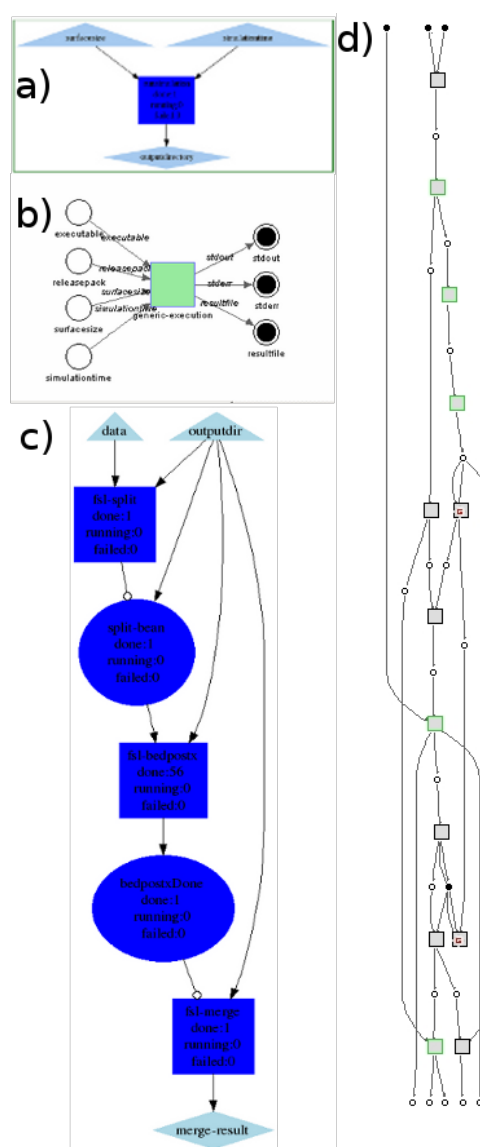 a)
surfacesize
simulationtime
outputdirectory
b)
executable
executable
releasepack
releasepack
surfacesize
surfacesize
simulationtime
simulationtime
generic-execution
stdout
stdout
stderr
stderr
resultfile
resultfile
c)
data
outputdir
fsl-split
done:1
running:0
failed:0
split-bean
done:1
running:0
failed:0
fsl-bedpostx
done:56
running:0
failed:0
bedpostxDone
done:1
running:0
failed:0
fsl-merge
done:1
running:0
failed:0
merge-result
d)
G
G